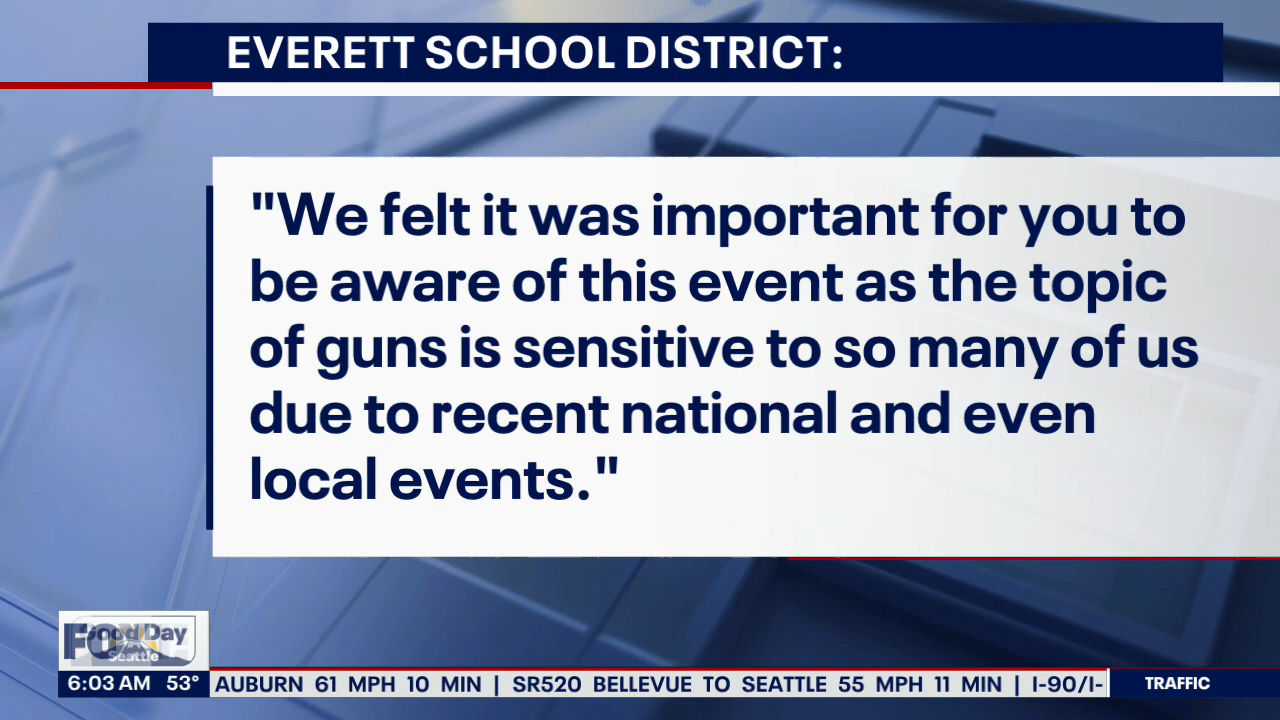 EVERETT SCHOOL DISTRICT:
"We felt it was important for you to
be aware of this event as the topic
of guns is sensitive to so many of us
due to recent national and even
local events."
Good Day
Seattle
6:03 AM 53°
AUBURN 61 MPH 10 MIN | SR520 BELLEVUE TO SEATTLE 55 MPH 11 MIN | I-90/I-
TRAFFIC